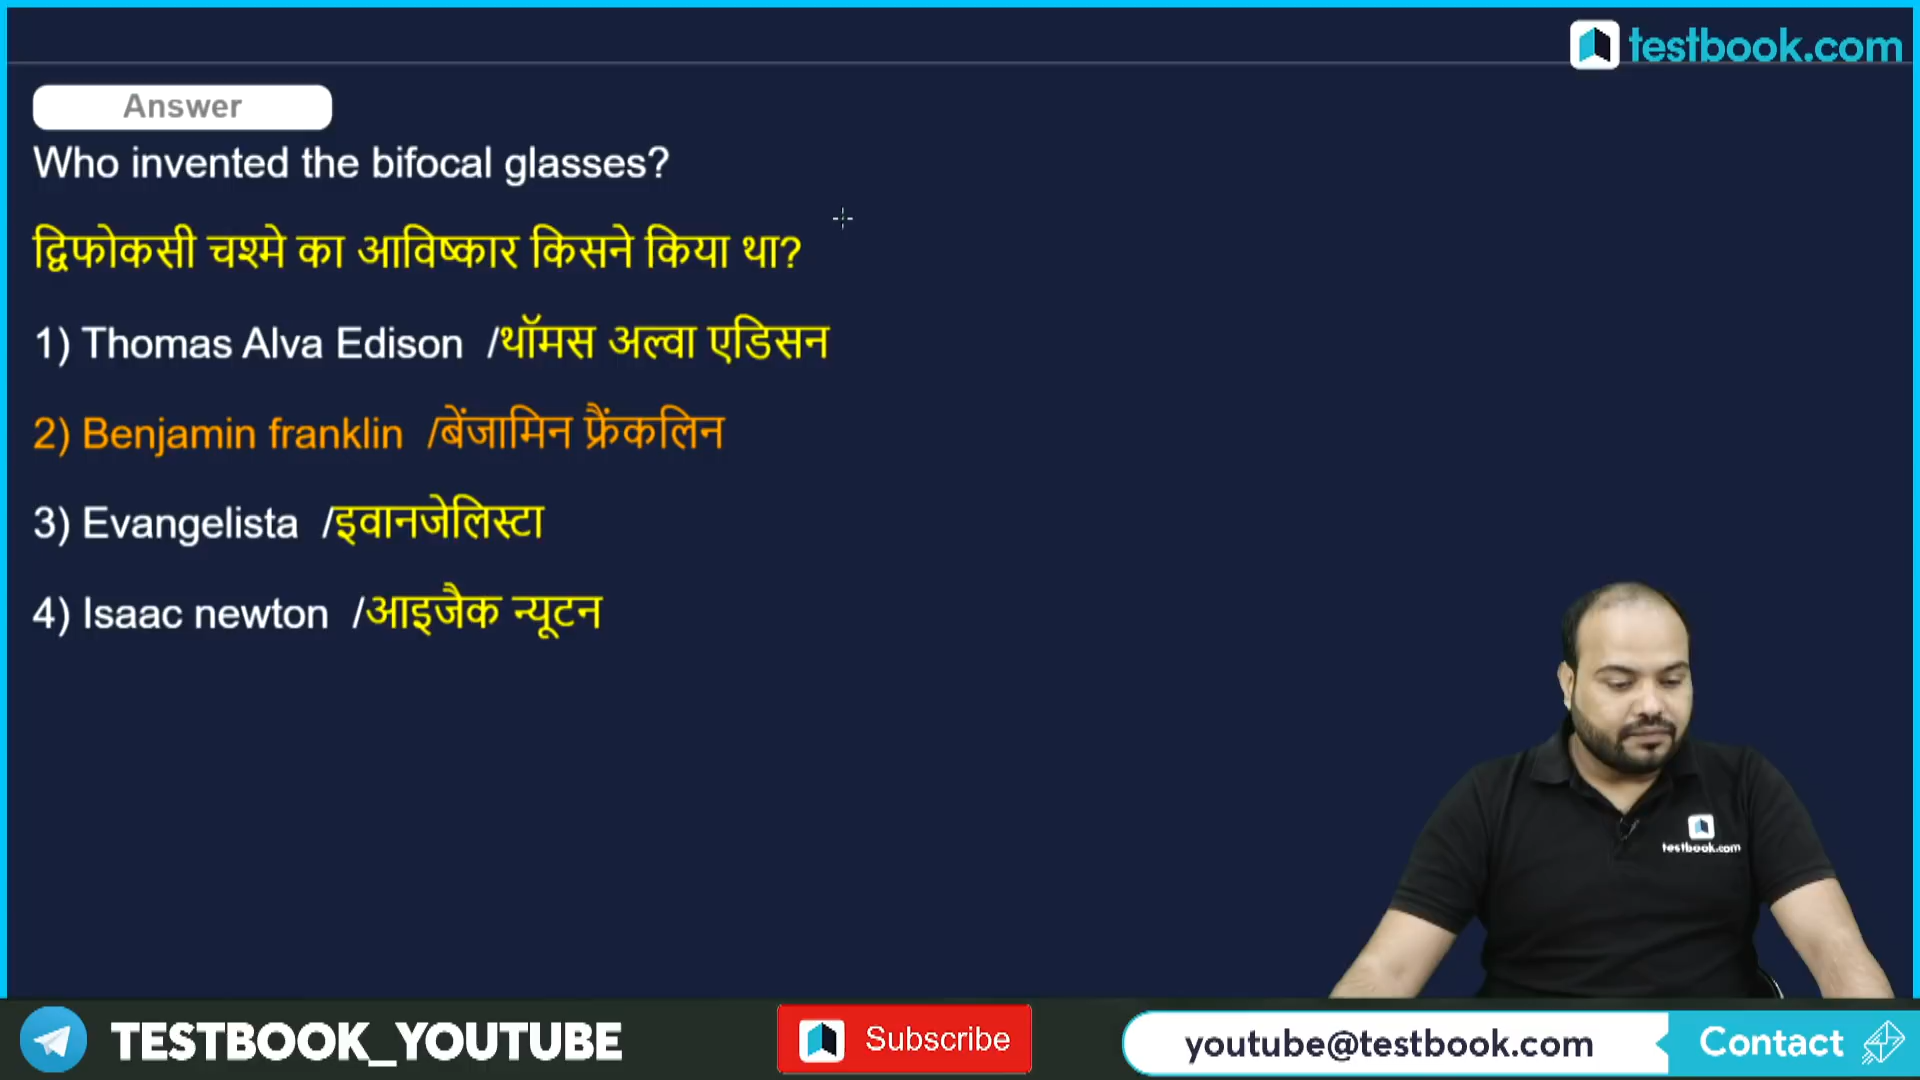 testbook.com
Answer
Who invented the bifocal glasses?
द्विफोकसी चश्मे का आविष्कार किसने किया था?
1) Thomas Alva Edison /थॉमस अल्वा एडिसन
2) Benjamin franklin /बेंजामिन फ्रैंकलिन
3) Evangelista /इवानजेलिस्टा
4) Isaac newton /आइजैक न्यूटन
testbook.com
TESTBOOK_YOUTUBE
Subscribe
youtube@testbook.com
Contact